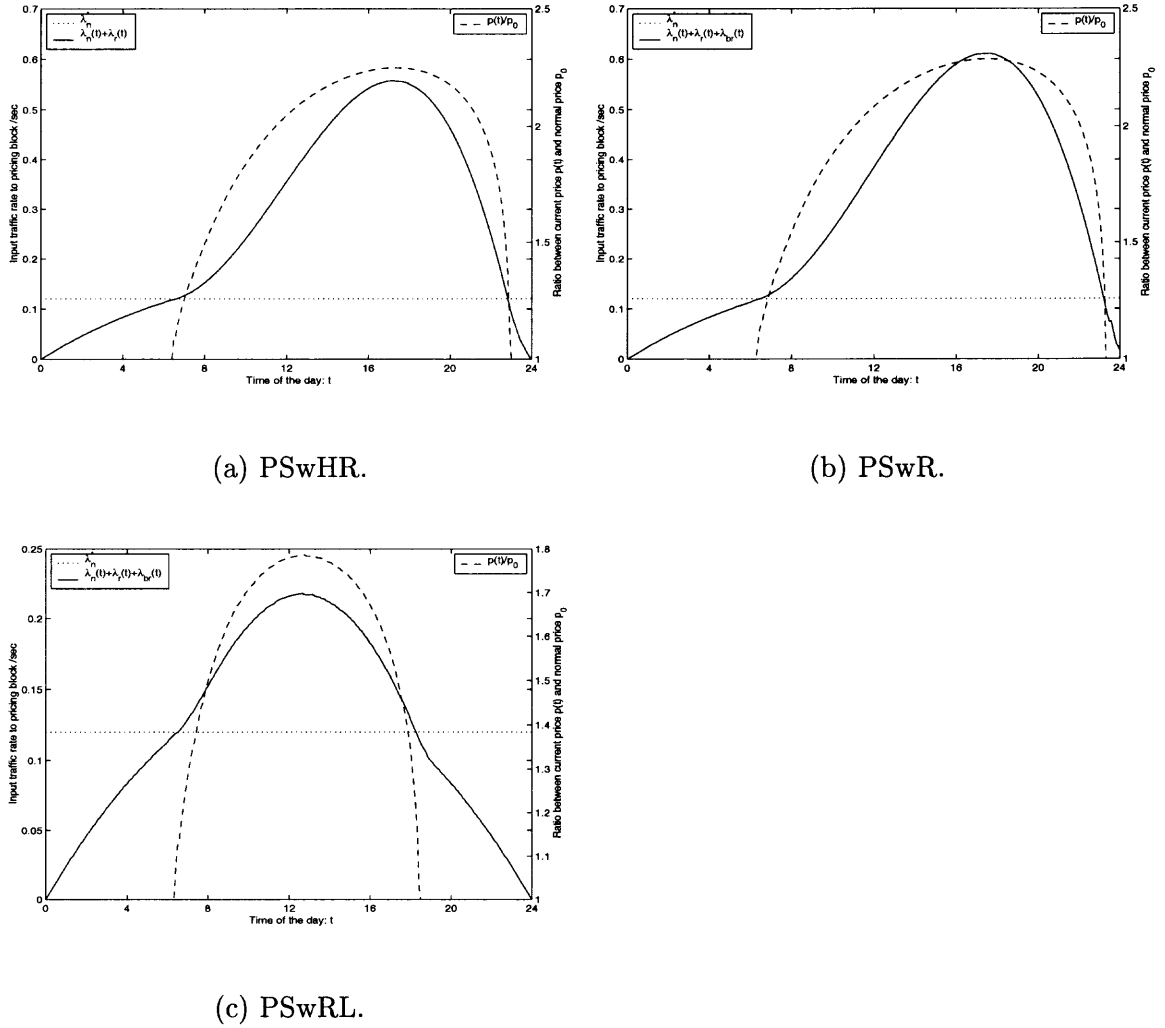 λ*n
λn(t)+λr(t)
p(t)/p0
0.7
0.6
0.5
0.4
0.3
0.2
0.1
0
2.5
2
1.5
1
0 4 8 12 16 20 24
Input traffic rate to pricing block /sec
Ratio between current price p(t) and normal price p0
Time of the day: t
(a) PSwHR.
λ*n
λn(t)+λr(t)+λbr(t)
p(t)/p0
0.7
0.6
0.5
0.4
0.3
0.2
0.1
0
2.5
2
1.5
1
0 4 8 12 16 20 24
Input traffic rate to pricing block /sec
Ratio between current price p(t) and normal price p0
Time of the day: t
(b) PSwR.
λ*n
λn(t)+λr(t)+λbr(t)
p(t)/p0
0.25
0.2
0.15
0.1
0.05
0
1.8
1.7
1.6
1.5
1.4
1.3
1.2
1.1
1
0 4 8 12 16 20 24
Input traffic rate to pricing block /sec
Ratio between current price p(t) and normal price p0
Time of the day: t
(c) PSwRL.